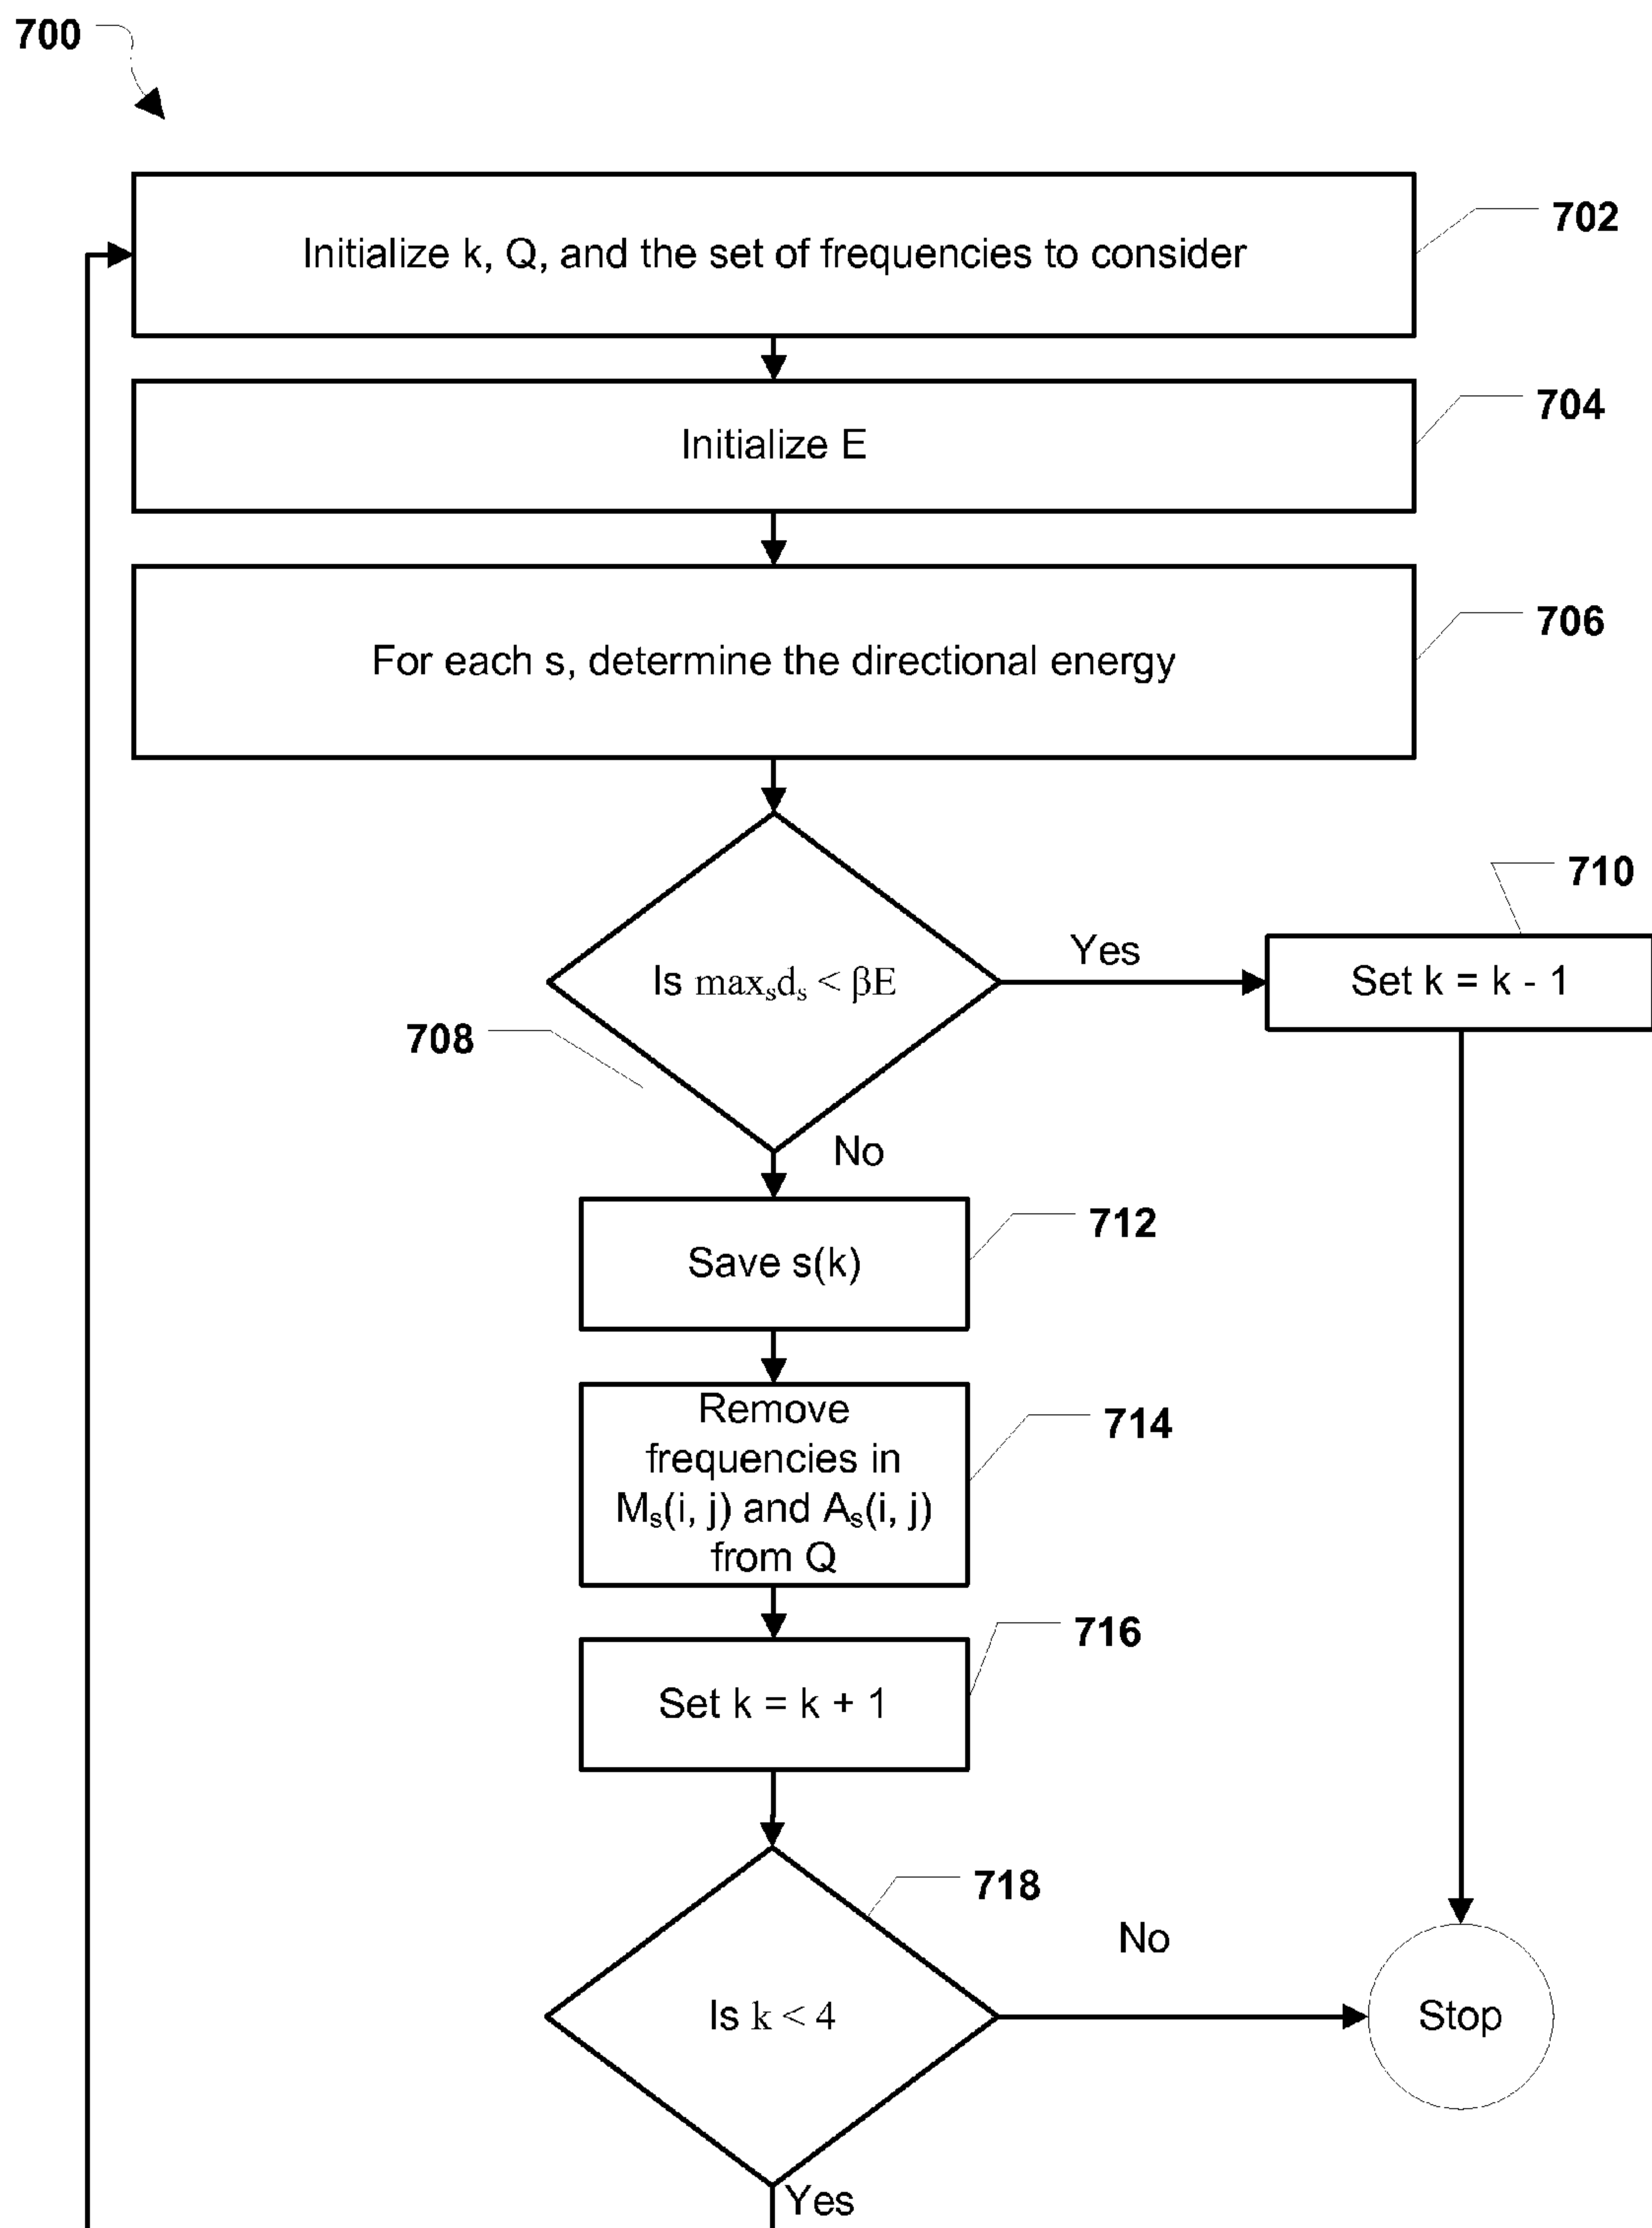 700
Initialize k, Q, and the set of frequencies to consider
702
Initialize E
704
For each s, determine the directional energy
706
Is maxₛdₛ < βE
708
Yes
Set k = k - 1
710
No
Save s(k)
712
Remove
frequencies in
Mₛ(i, j) and Aₛ(i, j)
from Q
714
Set k = k + 1
716
Is k < 4
718
No
Stop
Yes